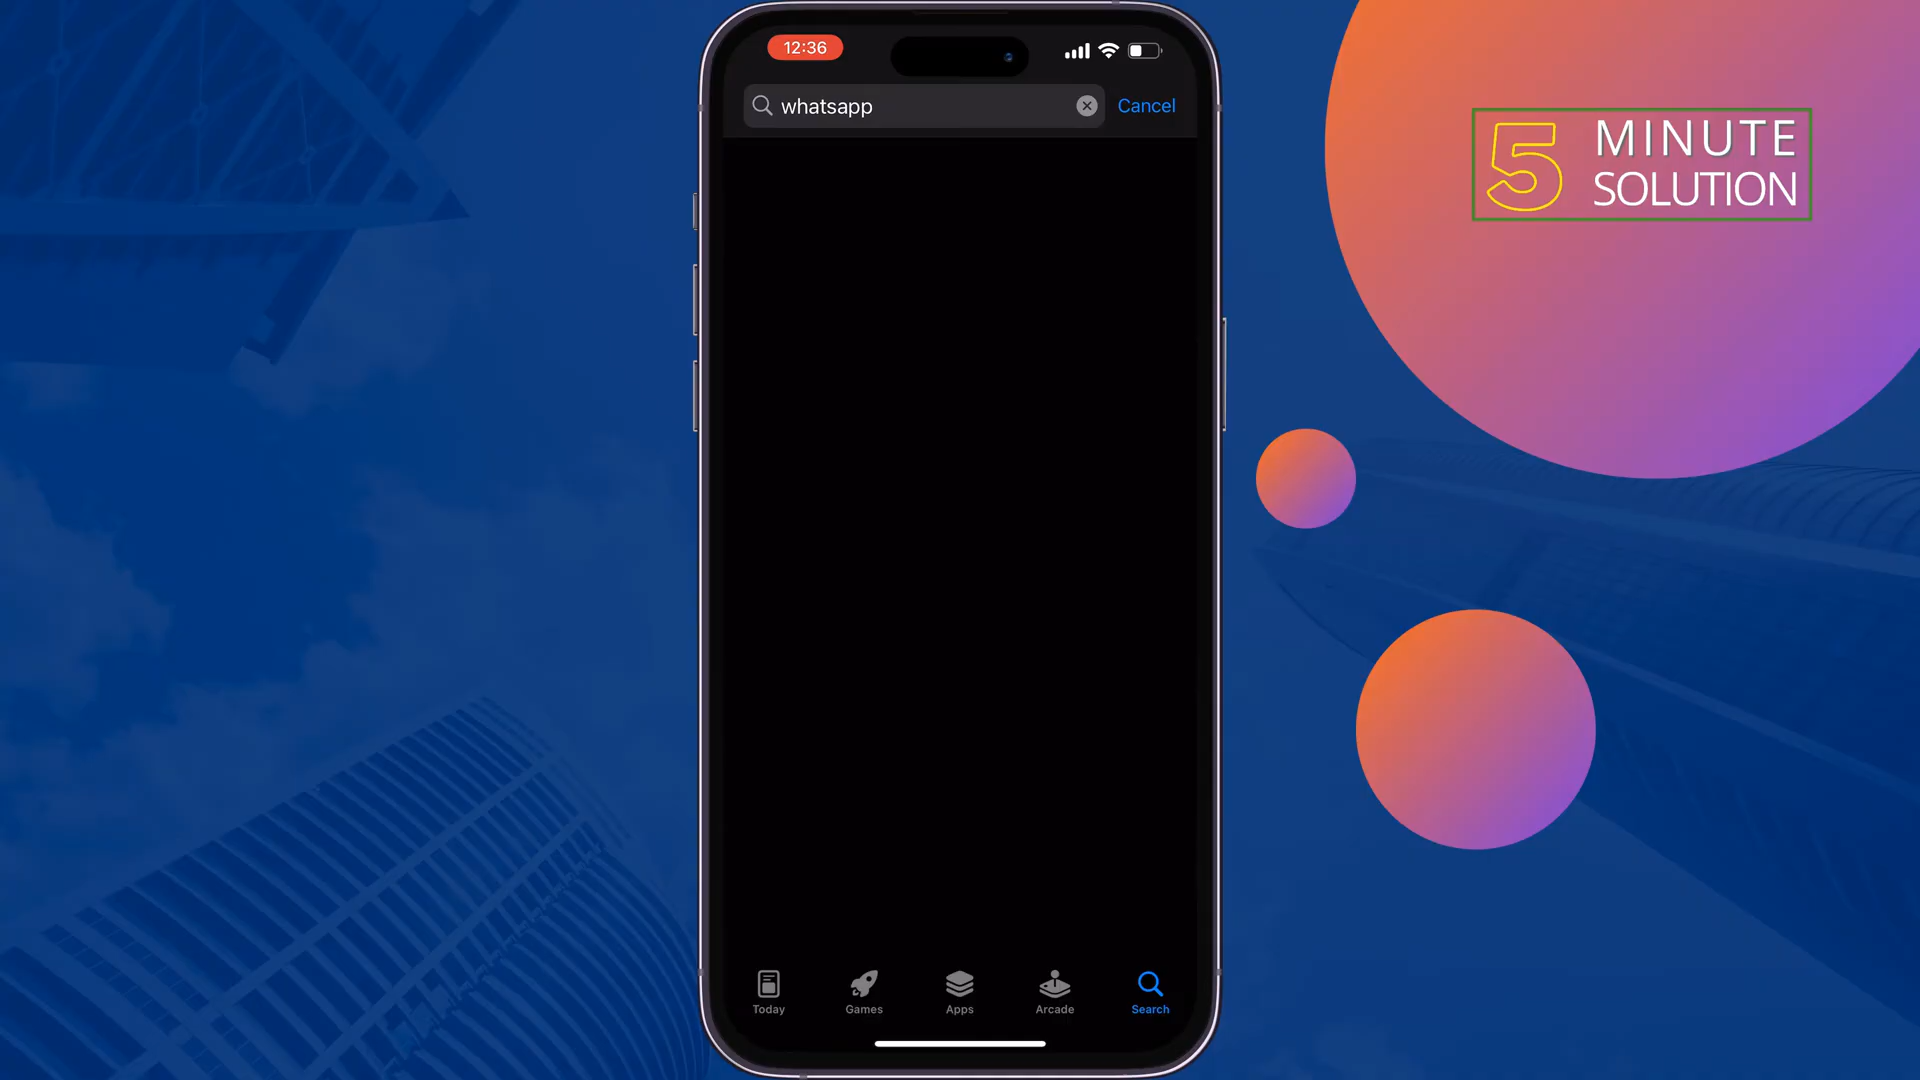 12:36
whatsapp
Cancel
5 MINUTE
SOLUTION
Today
Games
Apps
Arcade
Search